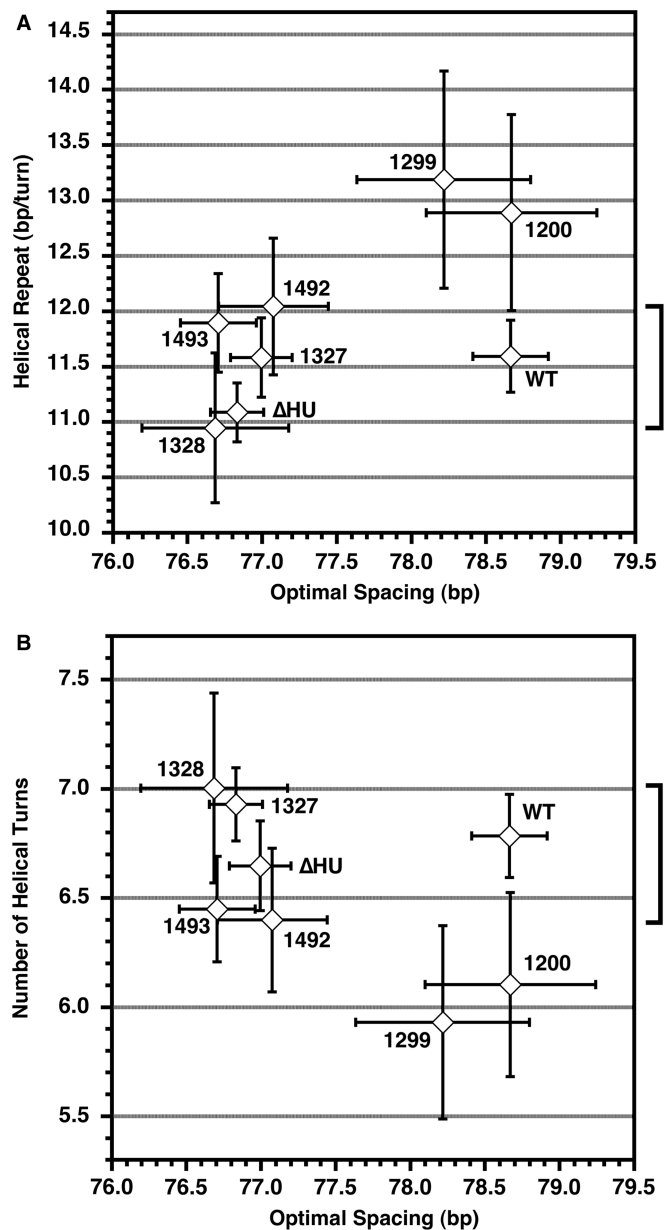 A
Helical Repeat (bp/turn)
14.5
14.0
13.5
13.0
12.5
12.0
11.5
11.0
10.5
10.0
1299
1200
1492
1493
1327
WT
ΔHU
1328
76.0 76.5 77.0 77.5 78.0 78.5 79.0 79.5
Optimal Spacing (bp)
B
Number of Helical Turns
7.5
7.0
6.5
6.0
5.5
1328
1327
WT
ΔHU
1493
1492
1200
1299
76.0 76.5 77.0 77.5 78.0 78.5 79.0 79.5
Optimal Spacing (bp)